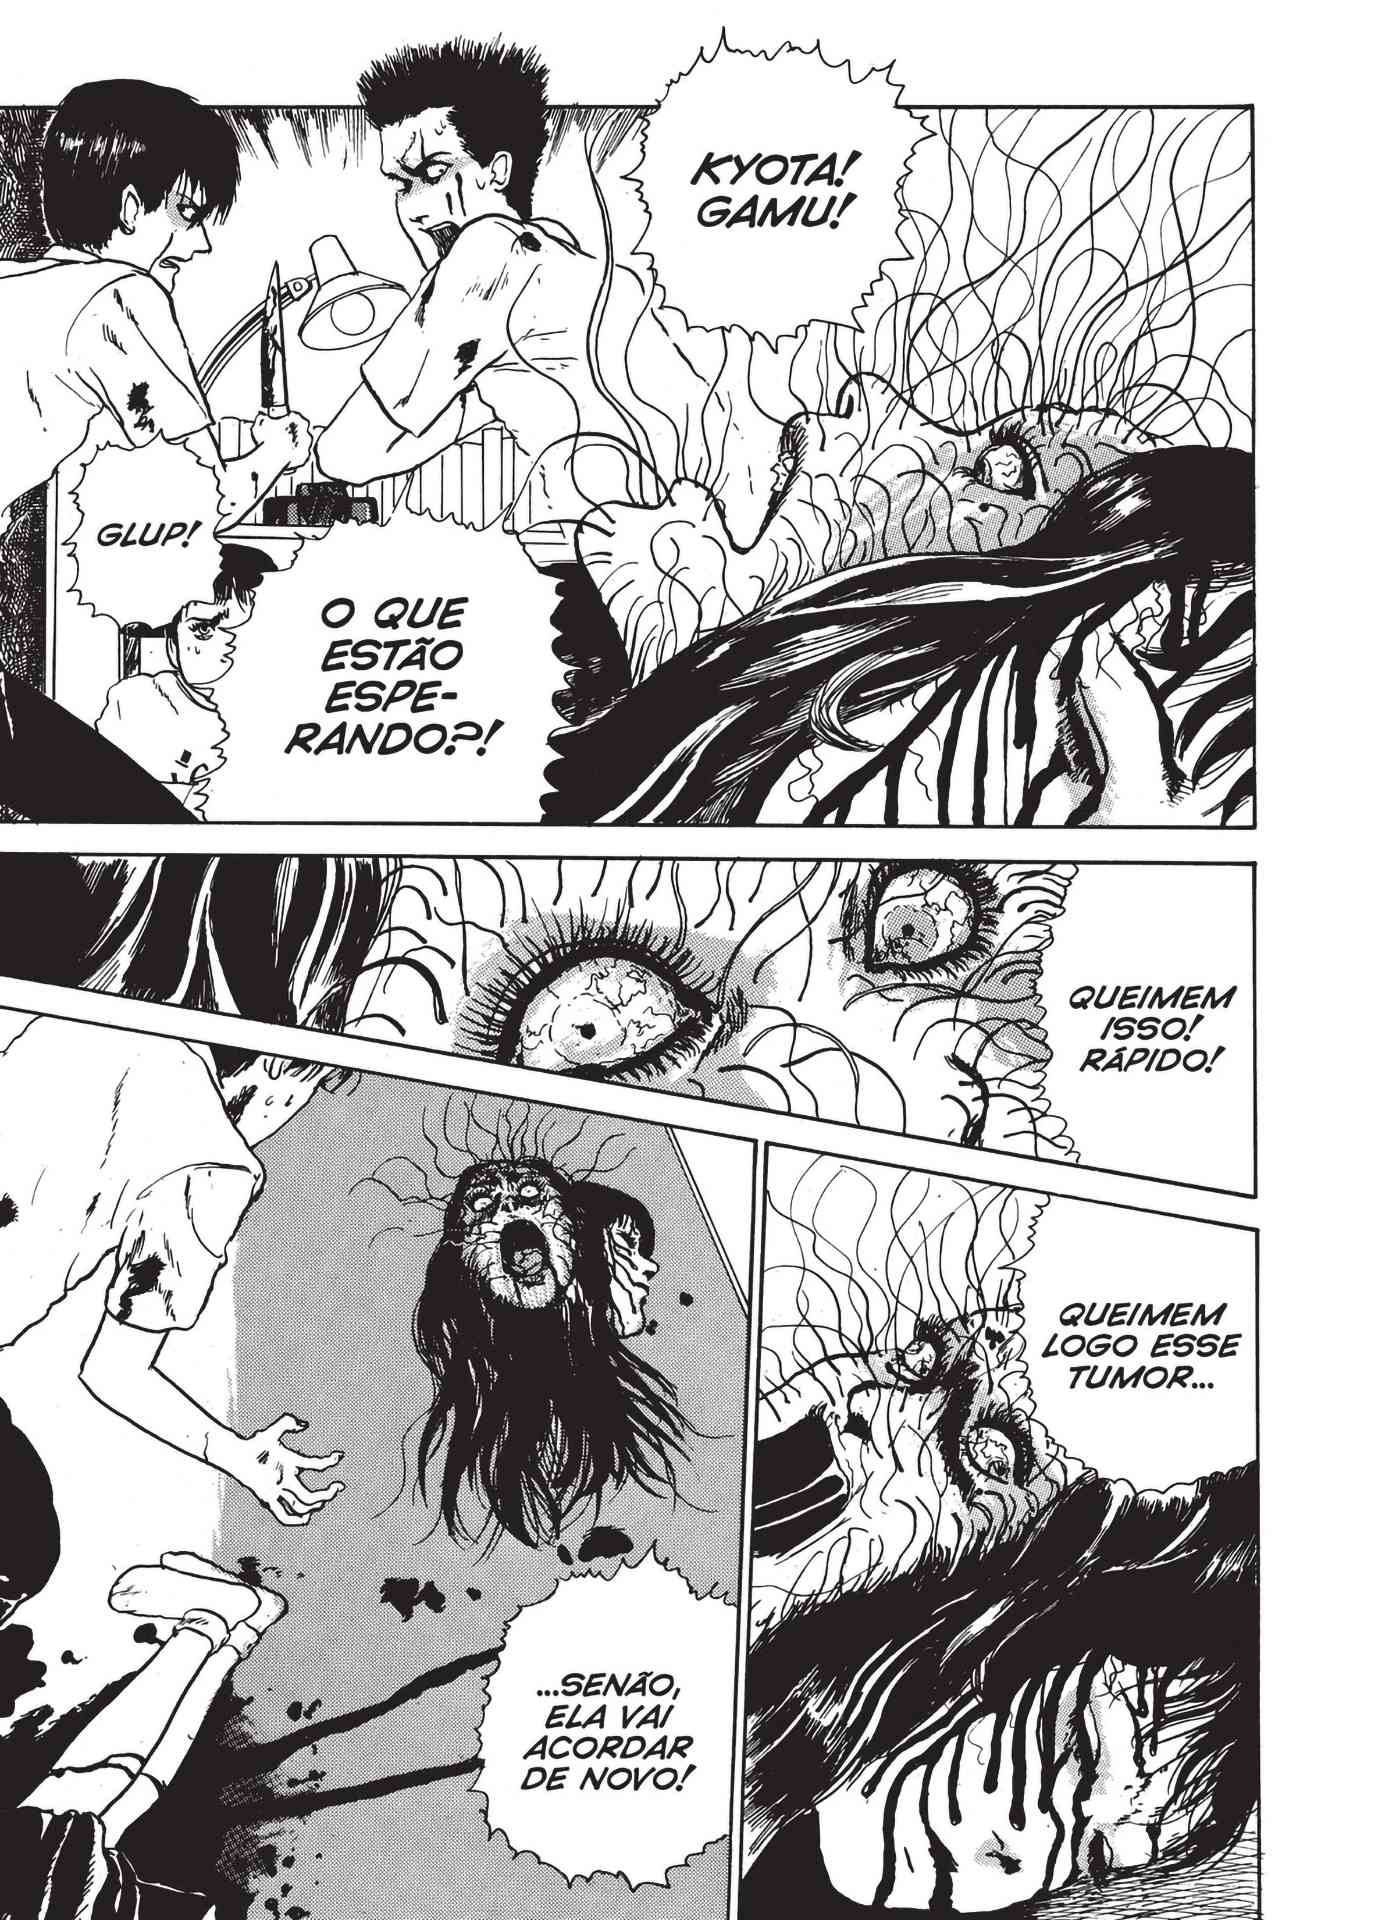 KYOTA!
GAMU!
O QUE
ESTÃO
ESPE-
RANDO?!
GLUP!
QUEIMEM
ISSO!
RÁPIDO!
QUEIMEM
LOGO ESSE
TUMOR...
...SENÃO,
ELA VAI
ACORDAR
DE NOVO!